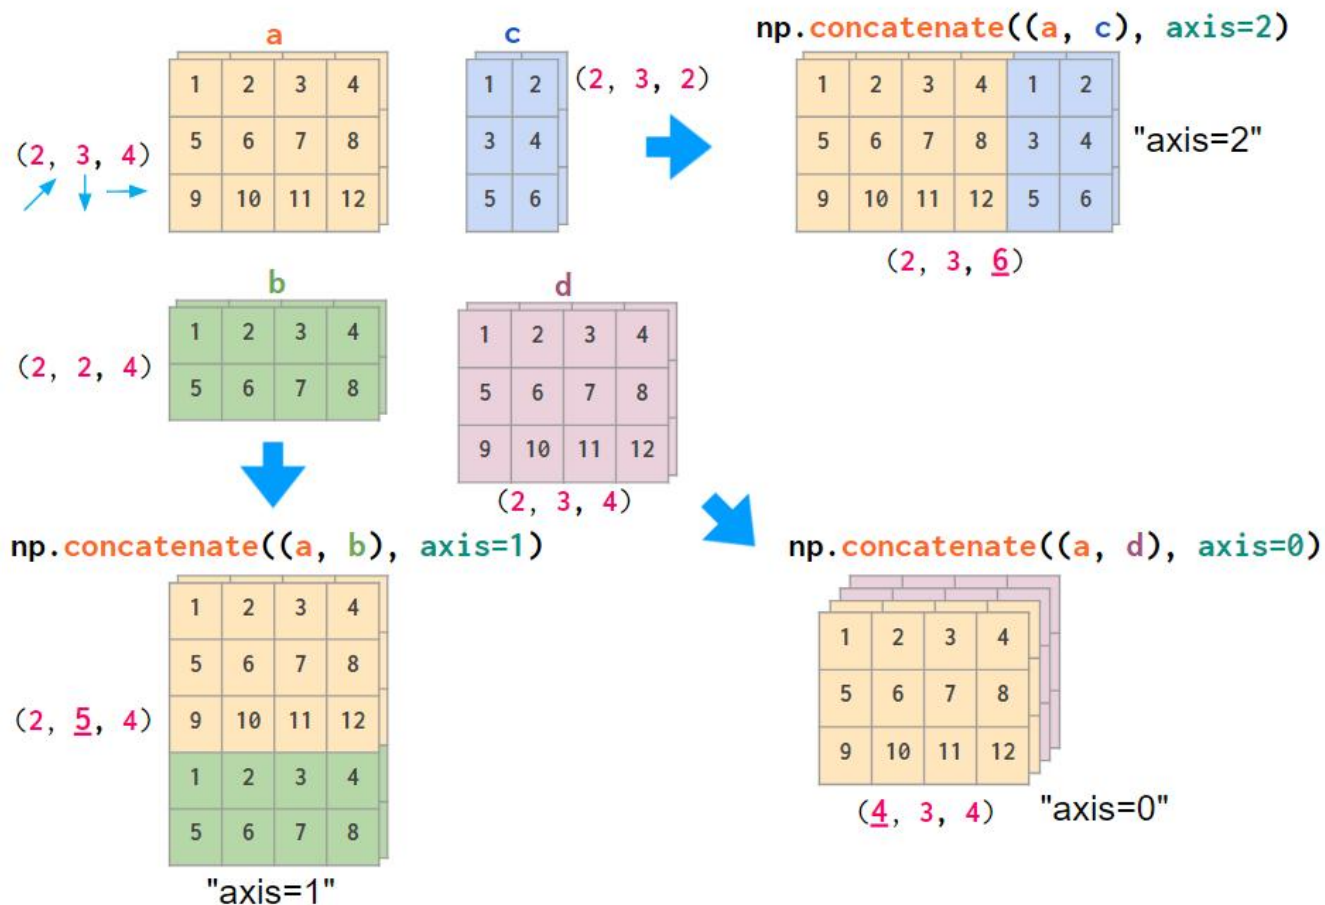 a
1 2 3 4
5 6 7 8
9 10 11 12
(2, 3, 4)
c
1 2
3 4
5 6
(2, 3, 2)
np.concatenate((a, c), axis=2)
1 2 3 4 1 2
5 6 7 8 3 4
9 10 11 12 5 6
"axis=2"
(2, 3, 6)
b
1 2 3 4
5 6 7 8
(2, 2, 4)
d
1 2 3 4
5 6 7 8
9 10 11 12
(2, 3, 4)
np.concatenate((a, b), axis=1)
1 2 3 4
5 6 7 8
9 10 11 12
1 2 3 4
5 6 7 8
(2, 5, 4)
"axis=1"
np.concatenate((a, d), axis=0)
1 2 3 4
5 6 7 8
9 10 11 12
(4, 3, 4)
"axis=0"